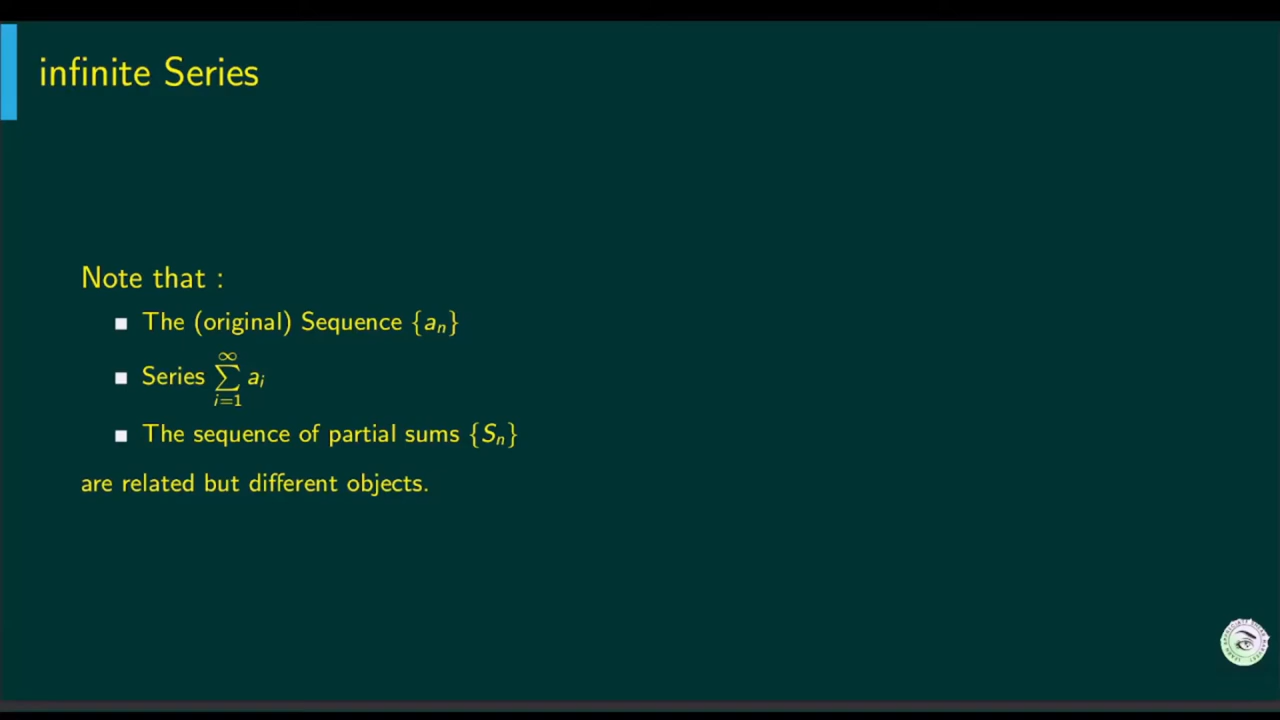 infinite Series
Note that :
■ The (original) Sequence {aₙ}
■ Series ∑_{i=1}^{∞} aᵢ
■ The sequence of partial sums {Sₙ}
are related but different objects.